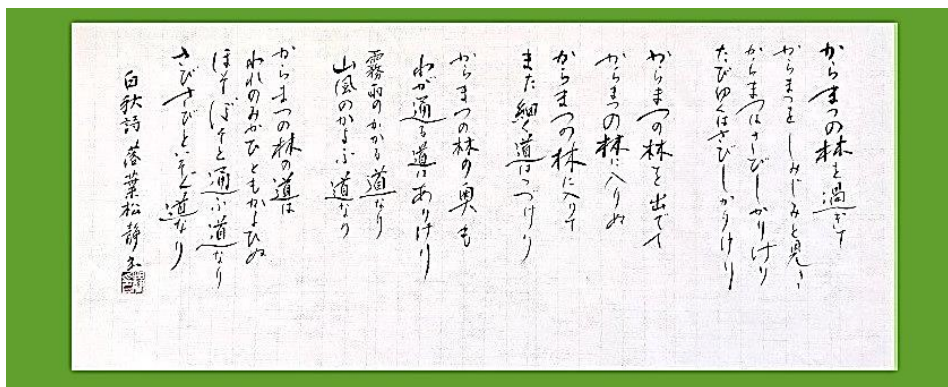 からまつの林を過ぎて
からまつをしみじみと見き
からまつはさびしかりけり
たびゆくはさびしかりけり
からまつの林を出でて
からまつの林に入りぬ
からまつの林に入りて
また細く道はつづけり
からまつの林の奥も
わが通る道はありけり
霧雨のかかる道なり
山風のかよふ道なり
からまつの林の道は
われのみかひともかよひぬ
ほそぼそと通ふ道なり
さびさびといそぐ道なり
白秋詩 落葉松 静